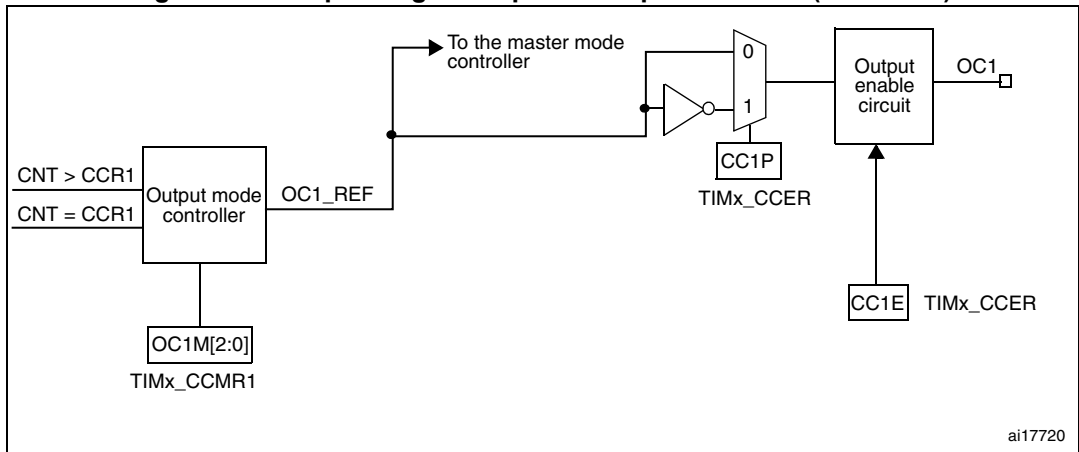 To the master mode
controller
0
1
Output
enable
circuit
OC1
CC1P
TIMx_CCER
CNT > CCR1
CNT = CCR1
Output mode
controller
OC1_REF
CC1E
TIMx_CCER
OC1M[2:0]
TIMx_CCMR1
ai17720